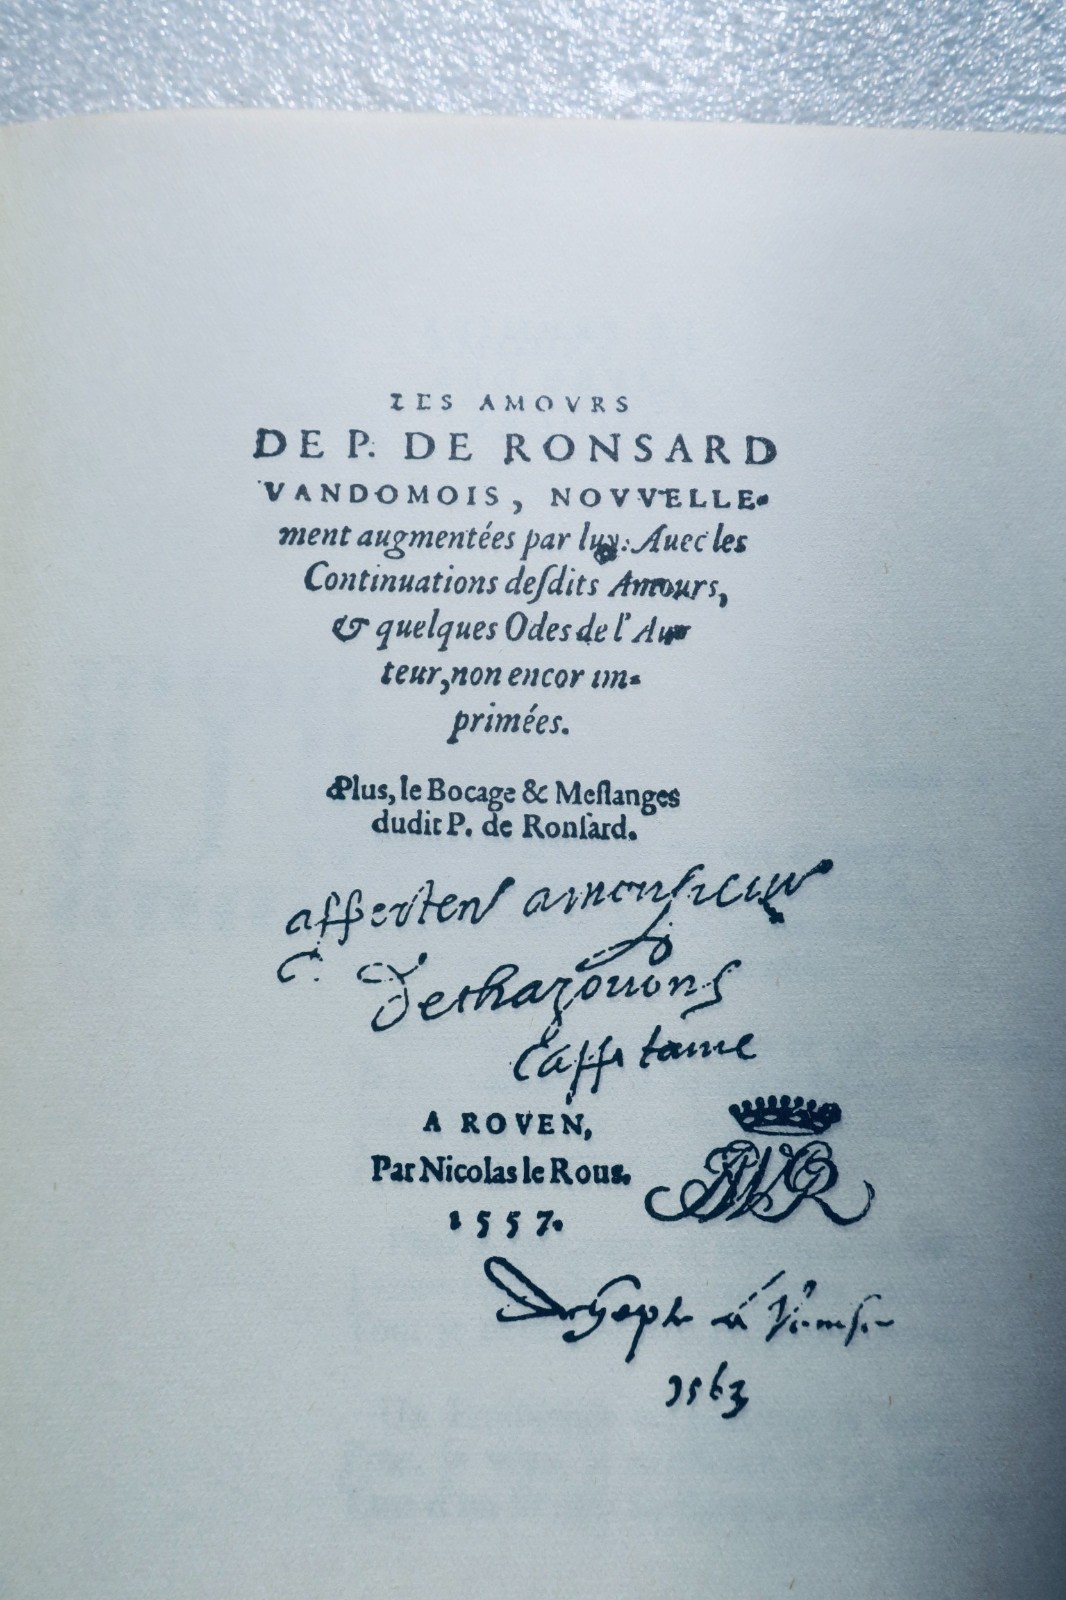 LES AMOVRS
DE P. DE RONSARD
VANDOMOIS, NOVVELLE-
ment augmentées par luy: Auec les
Continuations deſdits Amours,
& quelques Odes de l'Au-
teur, non encor im-
primées.
Plus, le Bocage & Meſlanges
dudit P. de Ronſard.
amonſieur
Cappitaine
A ROVEN,
Par Nicolas le Rous.
1557.
1563